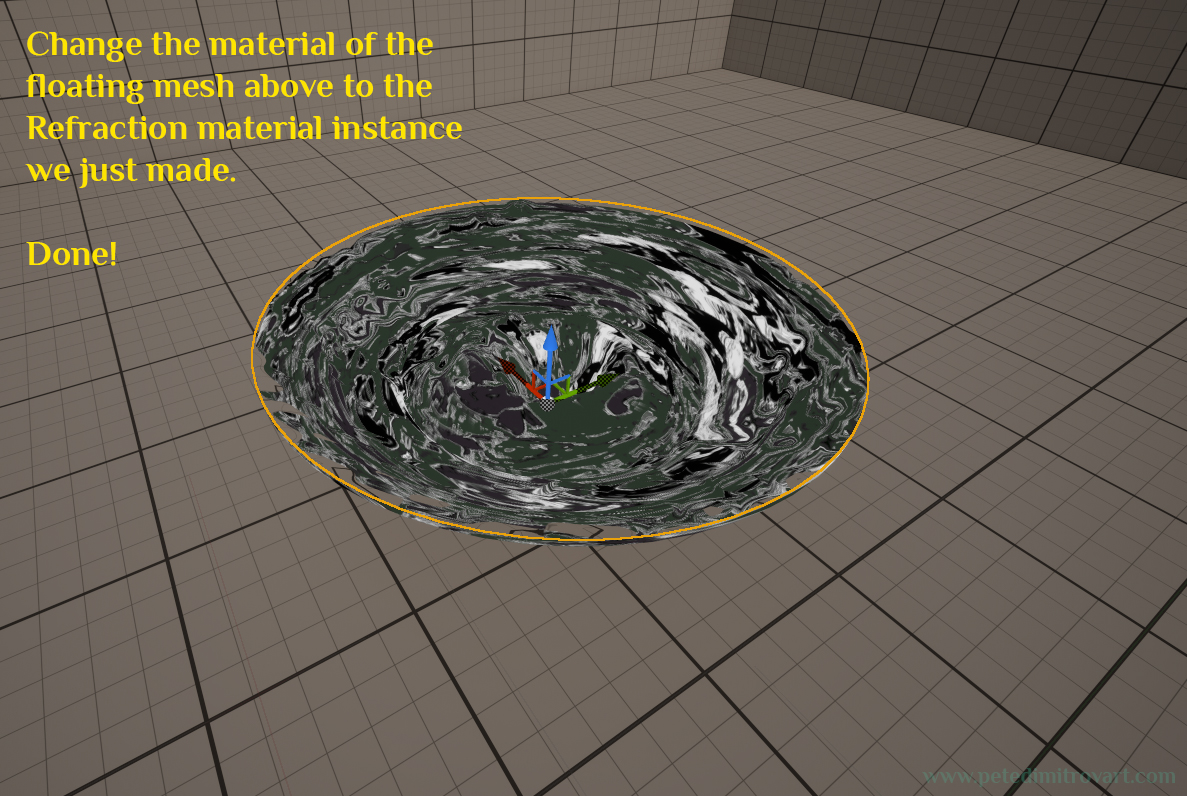 Change the material of the
floating mesh above to the
Refraction material instance
we just made.
Done!
www.petedimitrovart.com